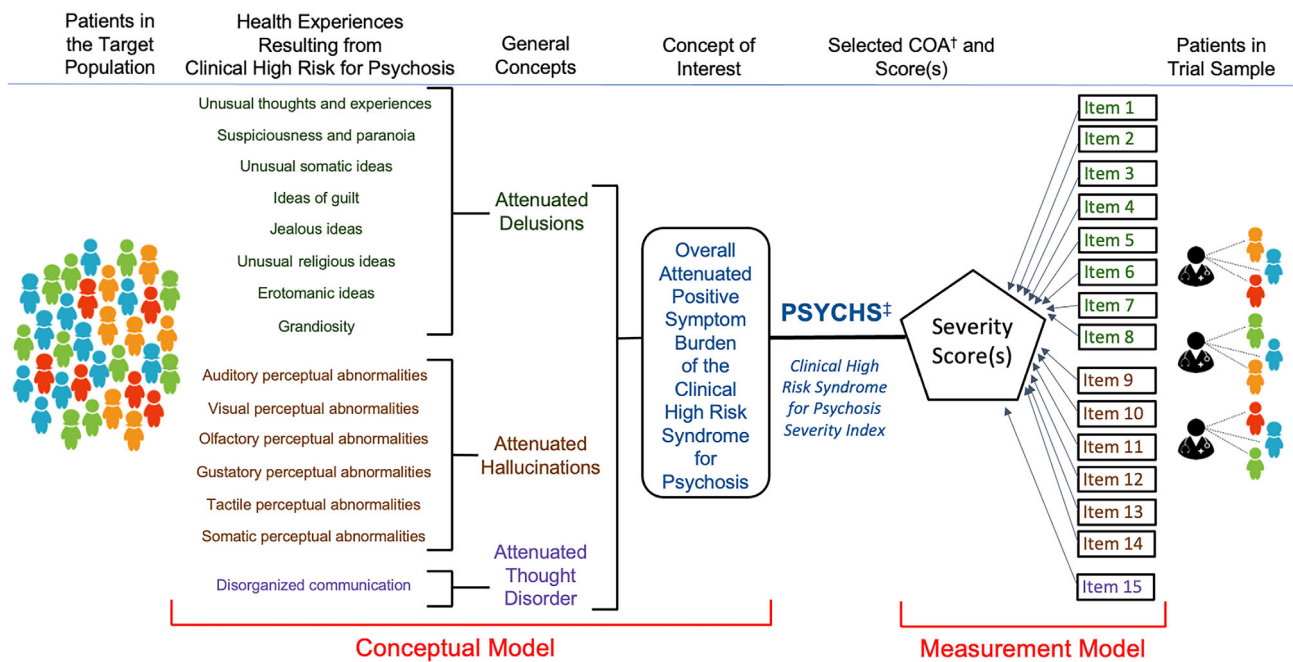 Patients in
the Target
Population
Health Experiences
Resulting from
Clinical High Risk for Psychosis
General
Concepts
Concept of
Interest
Selected COA† and
Score(s)
Patients in
Trial Sample
Unusual thoughts and experiences
Suspiciousness and paranoia
Unusual somatic ideas
Ideas of guilt
Jealous ideas
Unusual religious ideas
Erotomanic ideas
Grandiosity
Auditory perceptual abnormalities
Visual perceptual abnormalities
Olfactory perceptual abnormalities
Gustatory perceptual abnormalities
Tactile perceptual abnormalities
Somatic perceptual abnormalities
Disorganized communication
Attenuated
Delusions
Attenuated
Hallucinations
Attenuated
Thought
Disorder
Overall
Attenuated
Positive
Symptom
Burden
of the
Clinical
High Risk
Syndrome
for
Psychosis
PSYCHS‡
Clinical High
Risk Syndrome
for Psychosis
Severity Index
Severity
Score(s)
Item 1
Item 2
Item 3
Item 4
Item 5
Item 6
Item 7
Item 8
Item 9
Item 10
Item 11
Item 12
Item 13
Item 14
Item 15
Conceptual Model
Measurement Model